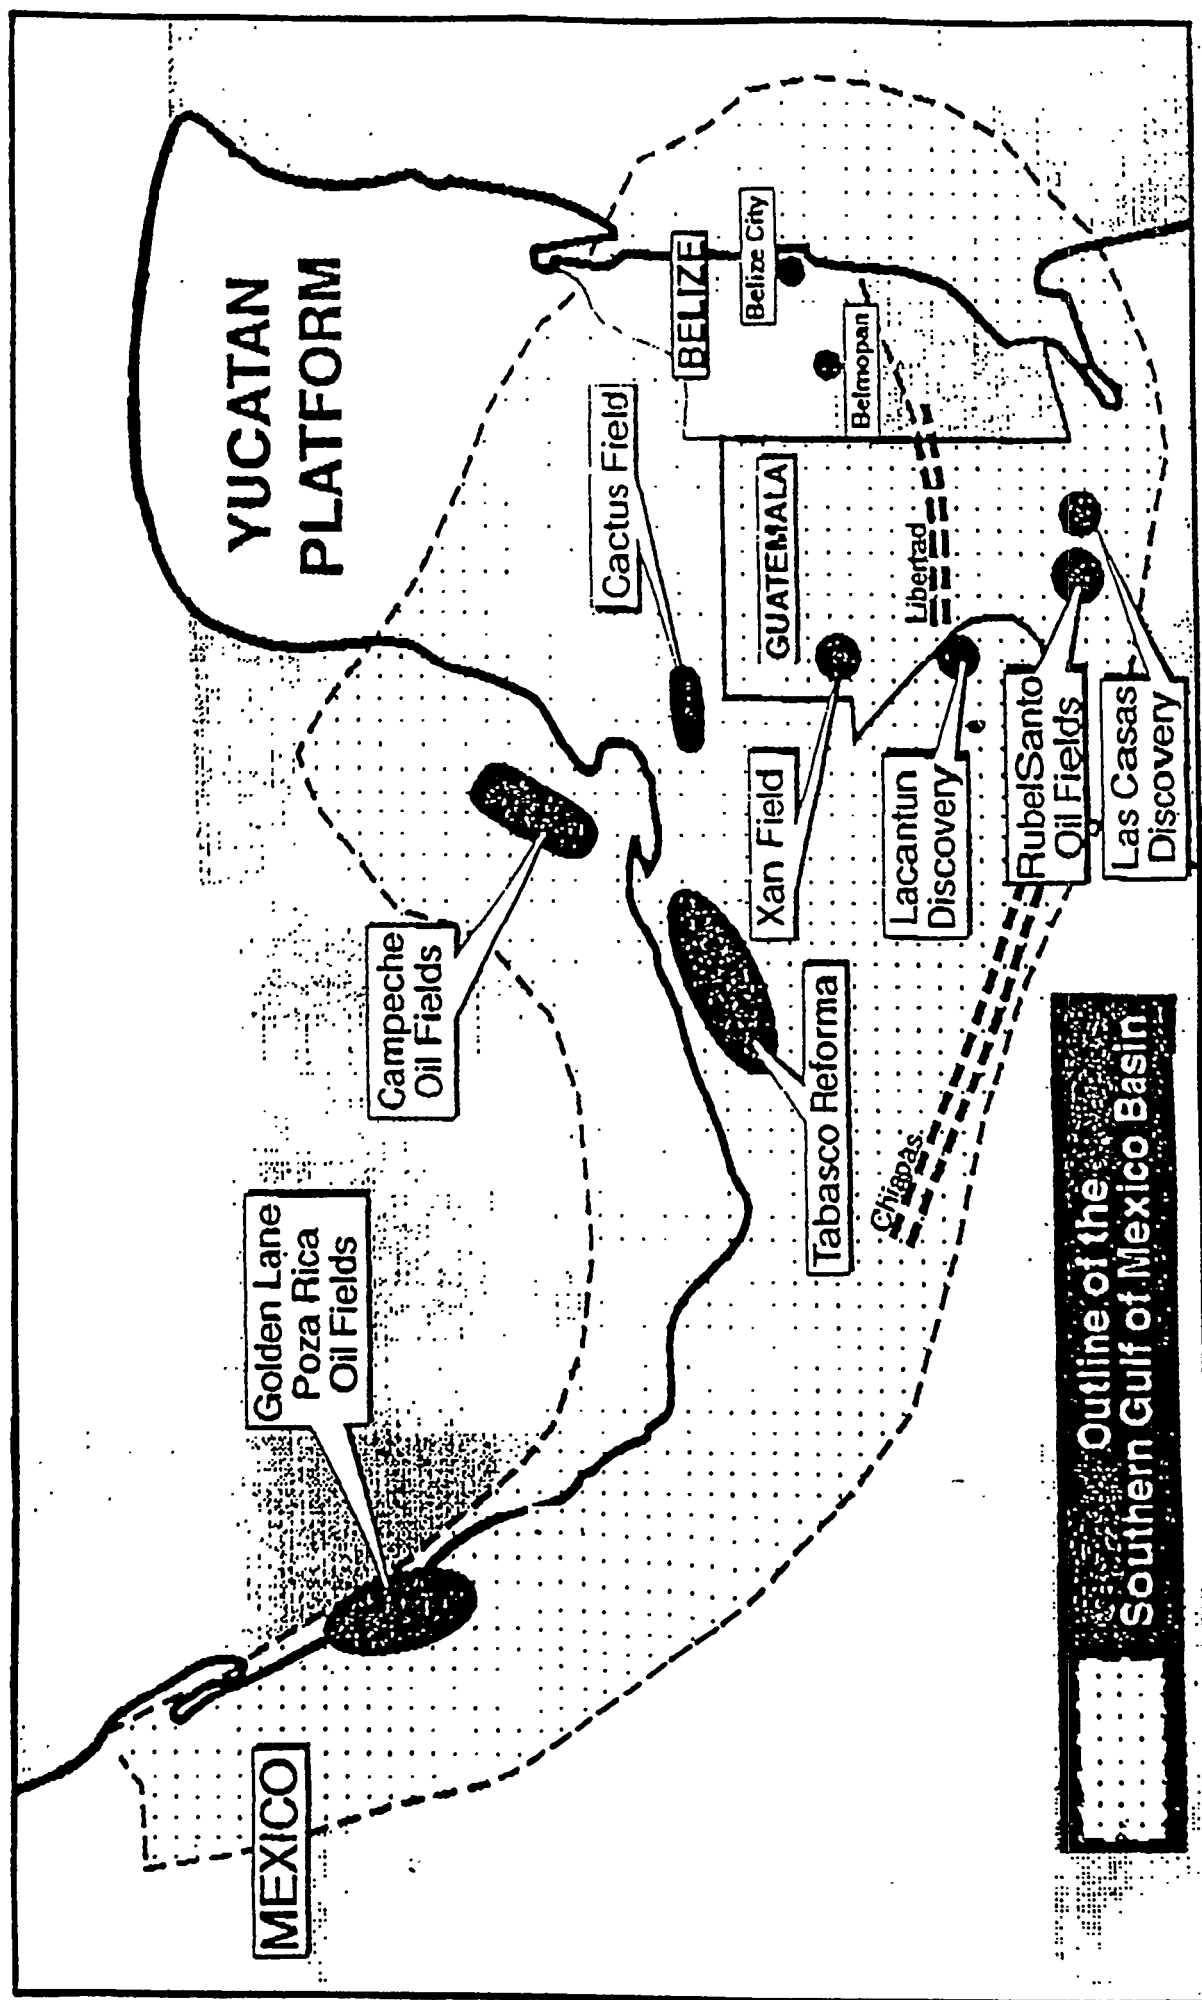 YUCATAN
PLATFORM
BELIZE
Belize City
Belmopan
Cactus Field
GUATEMALA
Libertad
Campeche
Oil Fields
Xan Field
Lacantun
Discovery
RubelSanto
Oil Fields
Las Casas
Discovery
Golden Lane
Poza Rica
Oil Fields
Tabasco Reforma
Chiapas
MEXICO
Outline of the
Southern Gulf of Mexico Basin